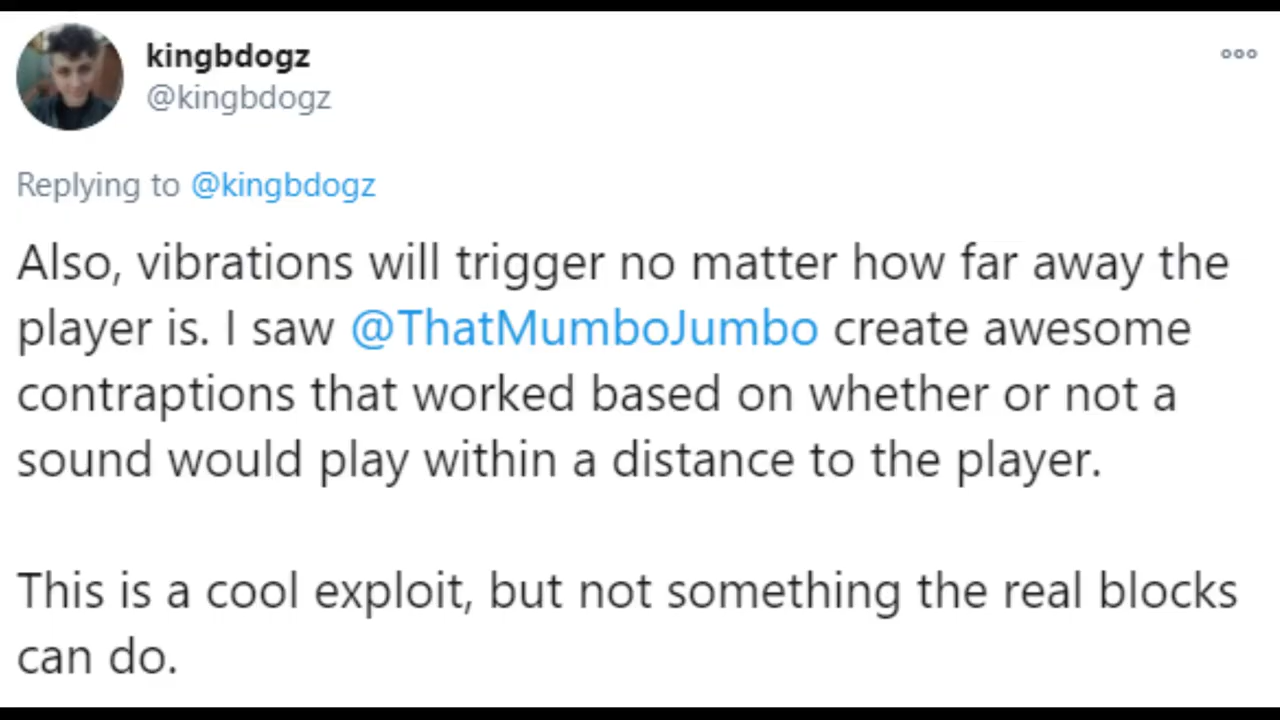 kingbdogz
@kingbdogz
Replying to @kingbdogz
Also, vibrations will trigger no matter how far away the
player is. I saw @ThatMumboJumbo create awesome
contraptions that worked based on whether or not a
sound would play within a distance to the player.
This is a cool exploit, but not something the real blocks
can do.